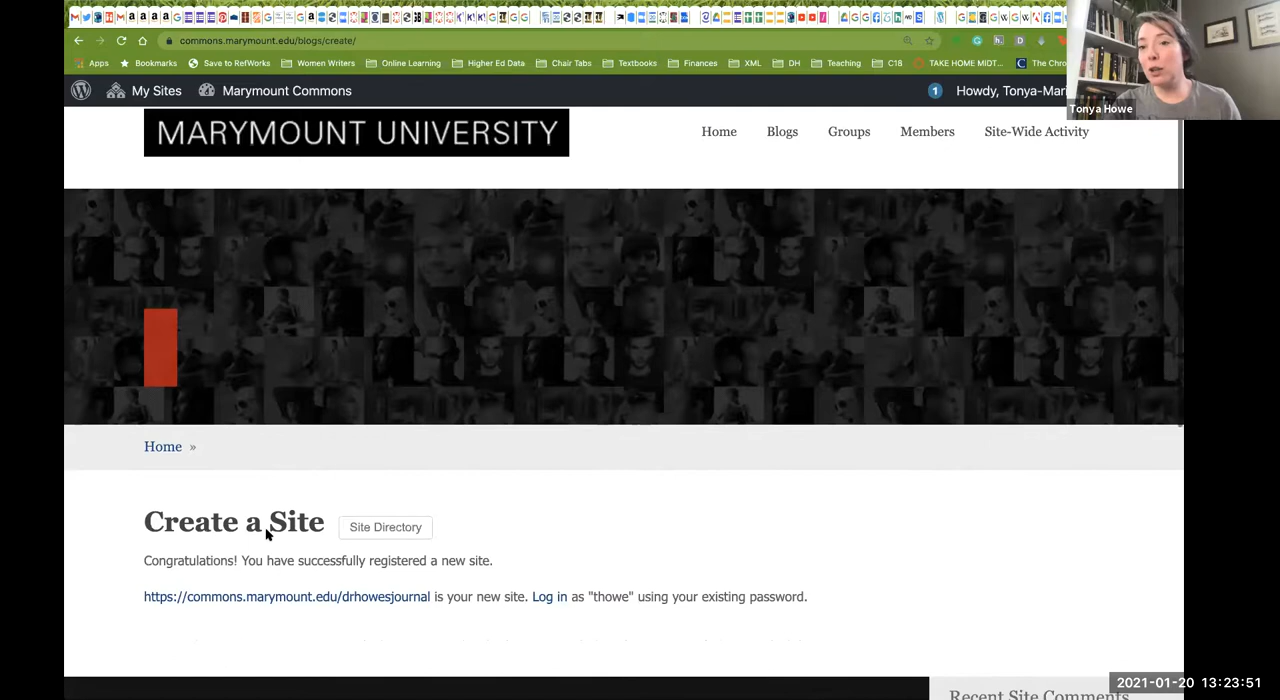 commons.marymount.edu/blogs/create/
Apps Bookmarks Save to RefWorks Women Writers Online Learning Higher Ed Data Chair Tabs Textbooks Finances XML DH Teaching C18 TAKE HOME MIDT... The Chro
My Sites Marymount Commons 1 Howdy, Tonya-Mari
Tonya Howe
MARYMOUNT UNIVERSITY
Home Blogs Groups Members Site-Wide Activity
Home »
Create a Site Site Directory
Congratulations! You have successfully registered a new site.
https://commons.marymount.edu/drhowesjournal is your new site. Log in as "thowe" using your existing password.
Recent Site Comments
2021-01-20 13:23:51